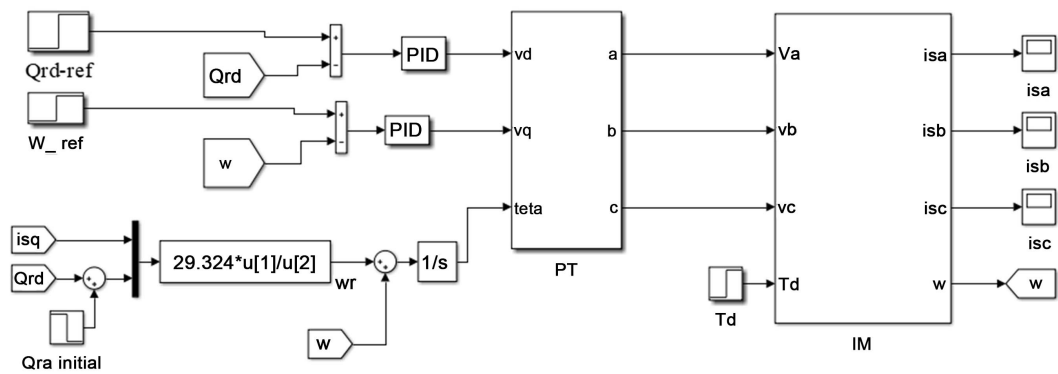 +
−
Qrd-ref
Qrd
PID
vd
a
Va
isa
isa
W_ ref
+
−
w
PID
vq
b
vb
isb
isb
teta
c
vc
isc
isc
PT
isq
Qrd
+
+
29.324*u[1]/u[2]
wr
+
+
1/s
w
Qra initial
Td
Td
w
w
IM